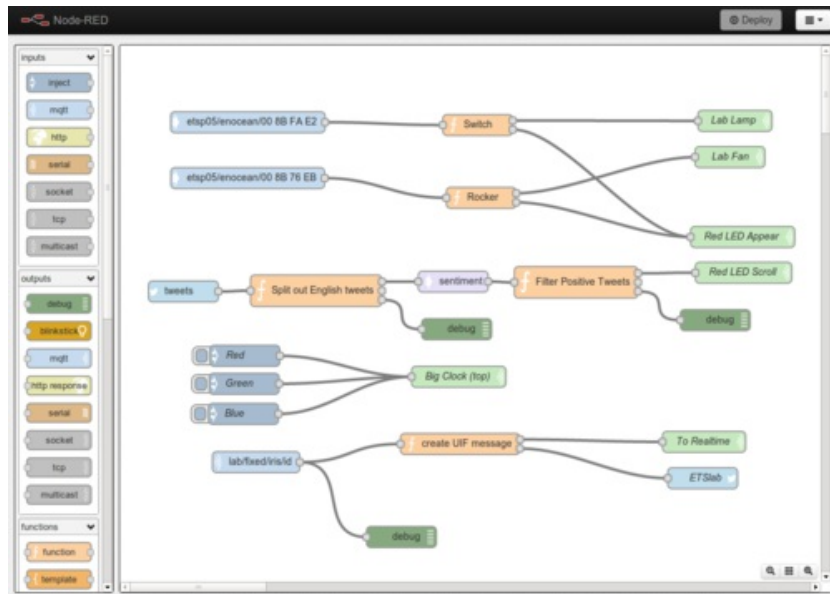 Node-RED
Deploy
inputs
inject
mqtt
http
serial
socket
tcp
multicast
outputs
debug
blinkstick
mqtt
http response
serial
socket
tcp
multicast
functions
function
template
etsp05/enocean/00 8B FA E2
Switch
Lab Lamp
Lab Fan
etsp05/enocean/00 8B 76 EB
Rocker
Red LED Appear
tweets
Split out English tweets
sentiment
Filter Positive Tweets
Red LED Scroll
debug
debug
Red
Green
Blue
Big Clock (top)
lab/fixed/iris/id
create UIF message
To Realtime
ETSlab
debug